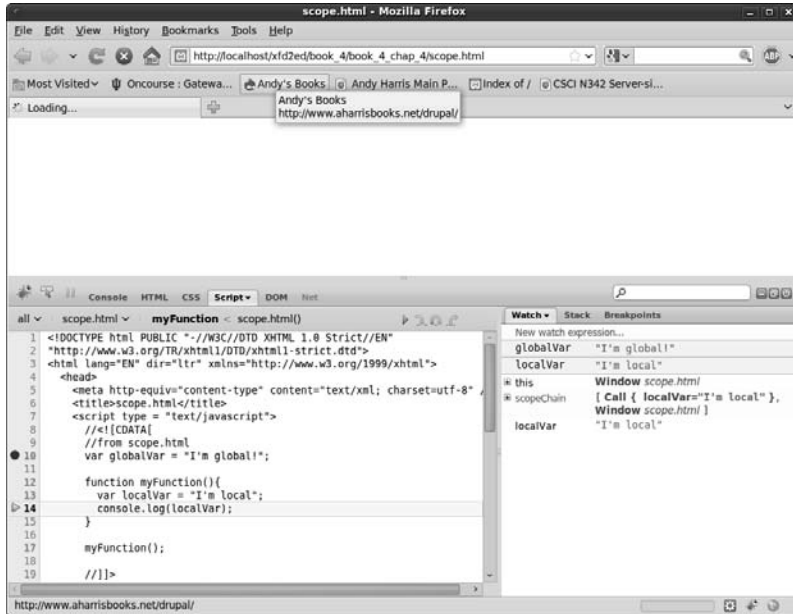 scope.html - Mozilla Firefox
File Edit View History Bookmarks Tools Help
http://localhost/xfd2ed/book_4/book_4_chap_4/scope.html
ABP
Most Visited Oncourse : Gatewa... Andy's Books Andy Harris Main P... Index of / CSCI N342 Server-si...
Loading...
Andy's Books
http://www.aharrisbooks.net/drupal/
Console HTML CSS Script DOM Net
all scope.html myFunction < scope.html()
Watch Stack Breakpoints
1 <!DOCTYPE html PUBLIC "-//W3C//DTD XHTML 1.0 Strict//EN"
2 "http://www.w3.org/TR/xhtml1/DTD/xhtml1-strict.dtd">
3 <html lang="EN" dir="ltr" xmlns="http://www.w3.org/1999/xhtml">
4 <head>
5 <meta http-equiv="content-type" content="text/xml; charset=utf-8" /
6 <title>scope.html</title>
7 <script type = "text/javascript">
8 //<![CDATA[
9 //from scope.html
10 var globalVar = "I'm global!";
11
12 function myFunction(){
13 var localVar = "I'm local";
14 console.log(localVar);
15 }
16
17 myFunction();
18
19 //]]>
New watch expression...
globalVar "I'm global!"
localVar "I'm local"
this Window scope.html
scopeChain [ Call { localVar="I'm local" },
Window scope.html ]
localVar "I'm local"
http://www.aharrisbooks.net/drupal/